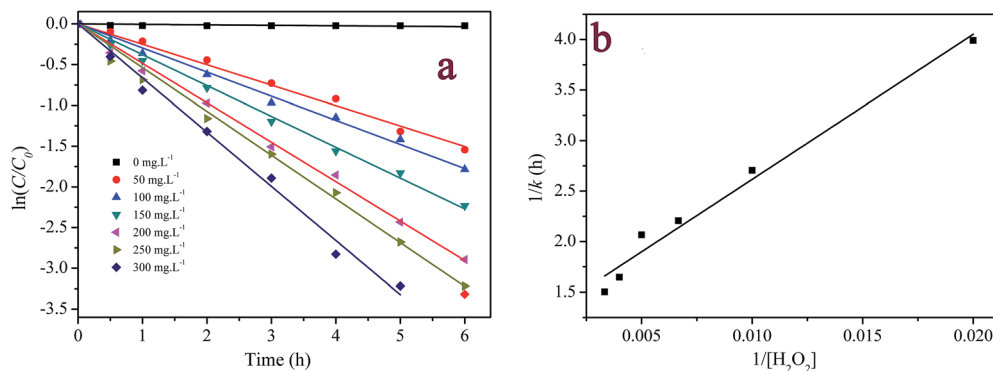 a
0.0
-0.5
-1.0
-1.5
-2.0
-2.5
-3.0
-3.5
ln(C/C₀)
0 mg.L⁻¹
50 mg.L⁻¹
100 mg.L⁻¹
150 mg.L⁻¹
200 mg.L⁻¹
250 mg.L⁻¹
300 mg.L⁻¹
0 1 2 3 4 5 6
Time (h)
b
4.0
3.5
3.0
2.5
2.0
1.5
1/k (h)
0.005 0.010 0.015 0.020
1/[H₂O₂]